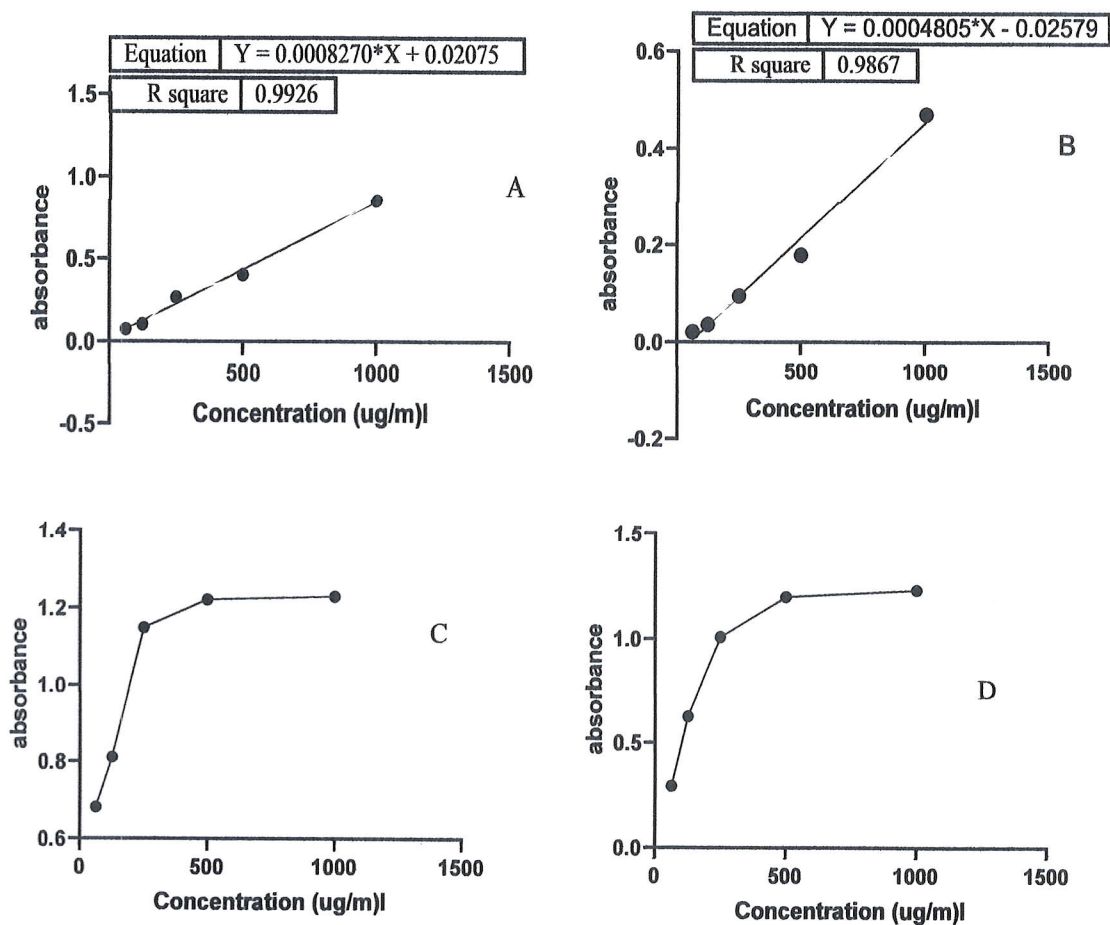 Equation Y = 0.0008270*X + 0.02075
R square 0.9926
1.5
1.0
0.5
0.0
-0.5
500 1000 1500
absorbance
Concentration (ug/m)l
A
Equation Y = 0.0004805*X - 0.02579
R square 0.9867
0.6
0.4
0.2
0.0
-0.2
500 1000 1500
absorbance
Concentration (ug/m)l
B
1.4
1.2
1.0
0.8
0.6
0 500 1000 1500
absorbance
Concentration (ug/m)l
C
1.5
1.0
0.5
0.0
0 500 1000 1500
absorbance
Concentration (ug/m)l
D